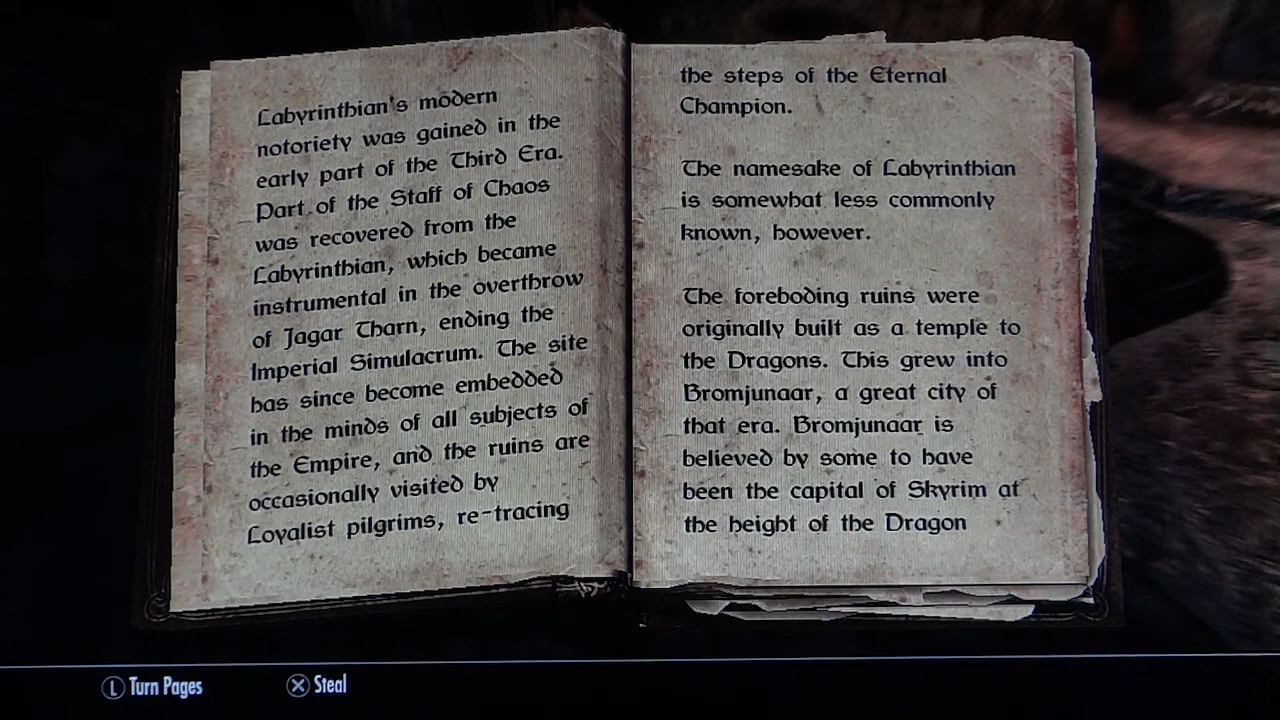 Labyrinthian's modern
notoriety was gained in the
early part of the Third Era.
Part of the Staff of Chaos
was recovered from the
Labyrinthian, which became
instrumental in the overthrow
of Jagar Tharn, ending the
Imperial Simulacrum. The site
has since become embedded
in the minds of all subjects of
the Empire, and the ruins are
occasionally visited by
Loyalist pilgrims, re-tracing
the steps of the Eternal
Champion.
The namesake of Labyrinthian
is somewhat less commonly
known, however.
The foreboding ruins were
originally built as a temple to
the Dragons. This grew into
Bromjunaar, a great city of
that era. Bromjunaar is
believed by some to have
been the capital of Skyrim at
the height of the Dragon
L Turn Pages
X Steal